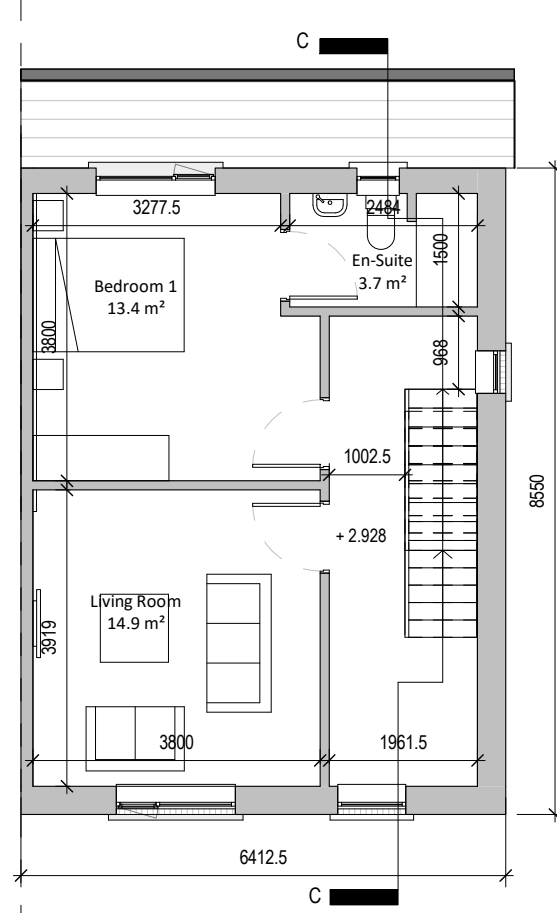 C
3277.5
2484
En-Suite
3.7 m²
1500
Bedroom 1
13.4 m²
3800
968
1002.5
8550
+ 2.928
Living Room
14.9 m²
3919
3800
1961.5
6412.5
C